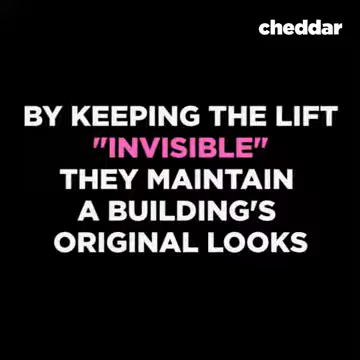 cheddar
BY KEEPING THE LIFT
"INVISIBLE"
THEY MAINTAIN
A BUILDING'S
ORIGINAL LOOKS